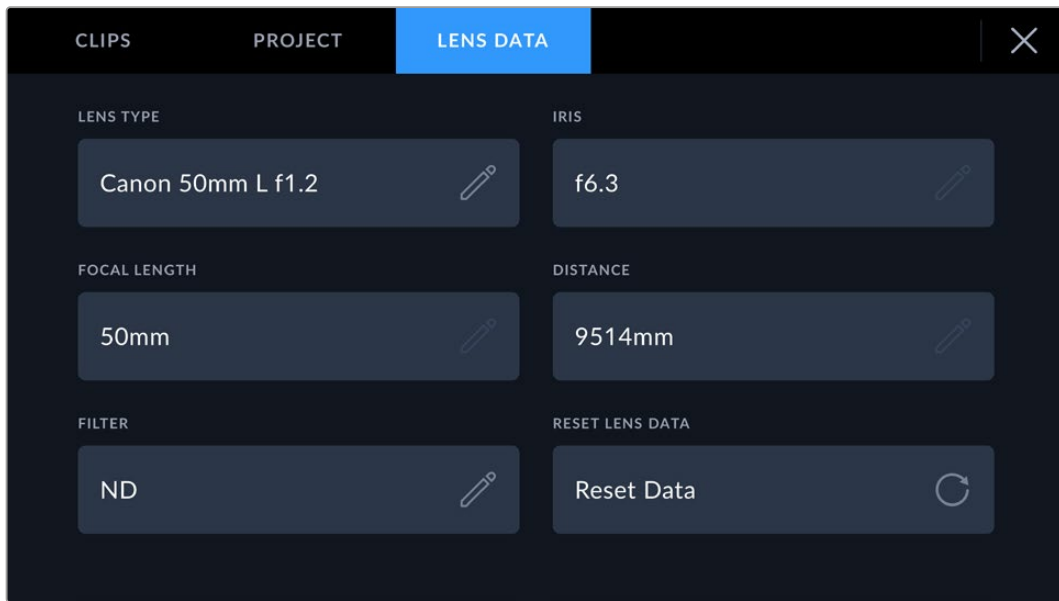 CLIPS PROJECT LENS DATA
LENS TYPE IRIS
Canon 50mm L f1.2 f6.3
FOCAL LENGTH DISTANCE
50mm 9514mm
FILTER RESET LENS DATA
ND Reset Data